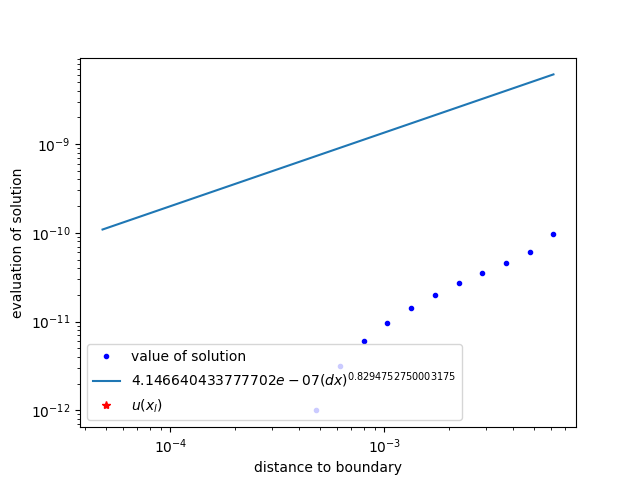 10⁻⁹
10⁻¹⁰
10⁻¹¹
10⁻¹²
evaluation of solution
value of solution
4.146640433777702e − 07(dx)^0.8294752750003175
u(x_l)
10⁻⁴
10⁻³
distance to boundary